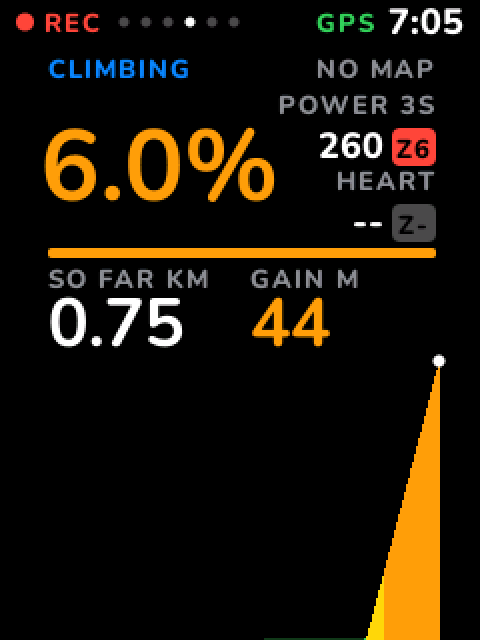 REC GPS 7:05
CLIMBING NO MAP
POWER 3S
6.0% 260 Z6
HEART
-- Z-
SO FAR KM GAIN M
0.75 44